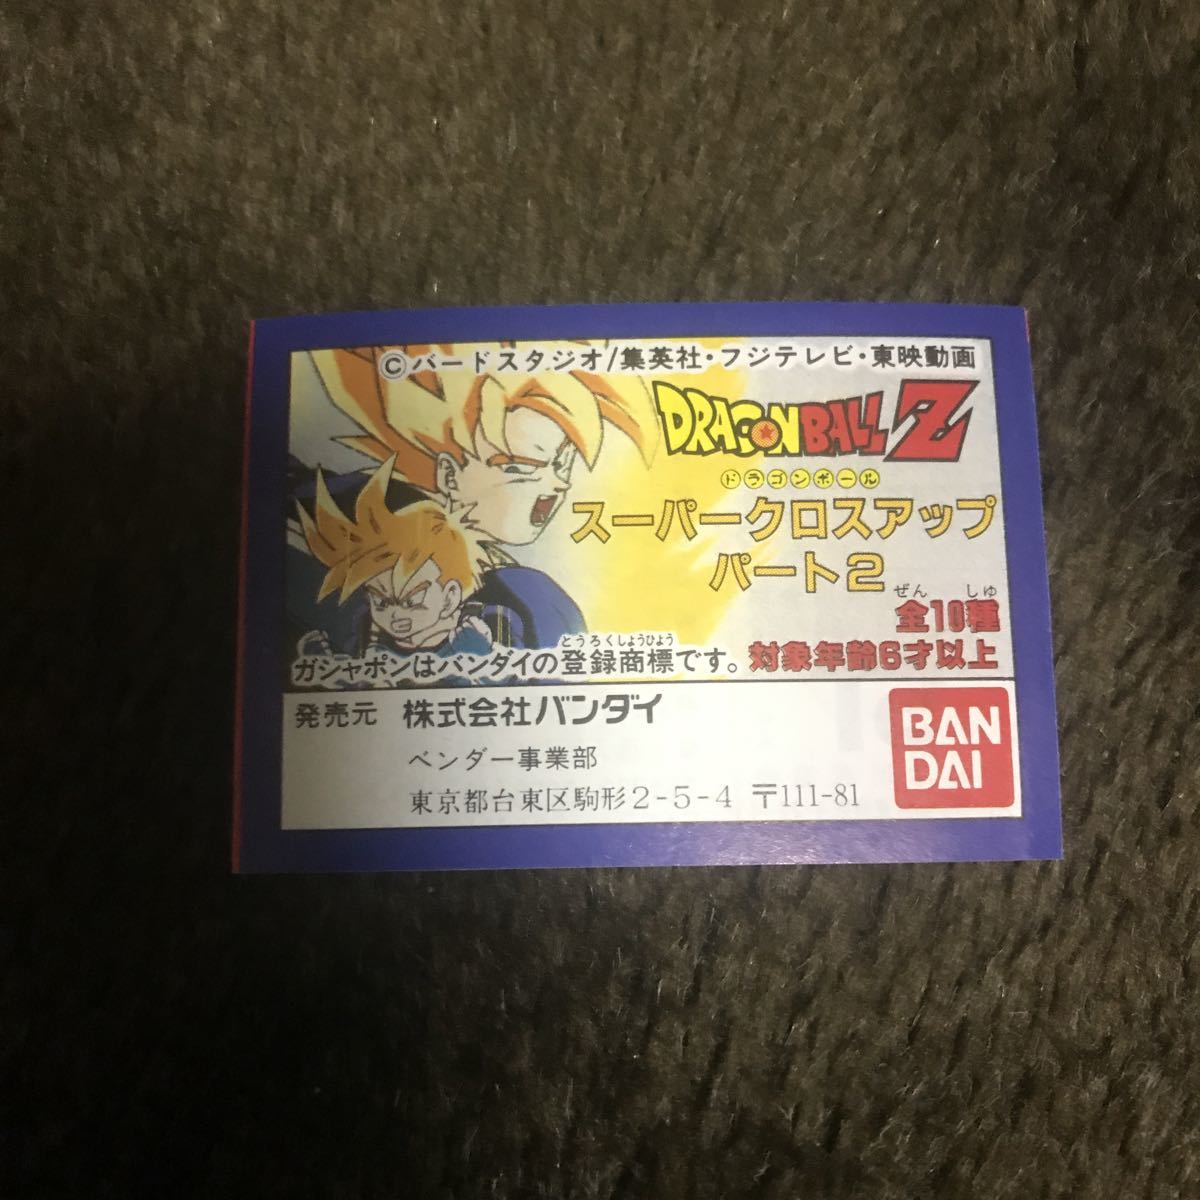 ©バードスタジオ/集英社・フジテレビ・東映動画
DRAGON BALL Z
ドラゴンボール
スーパークロスアップ
パート2
ぜん しゅ
全10種
対象年齢6才以上
とうろくしょうひょう
ガシャポンはバンダイの登録商標です。
発売元 株式会社バンダイ
ベンダー事業部
東京都台東区駒形2-5-4 〒111-81
BAN
DAI